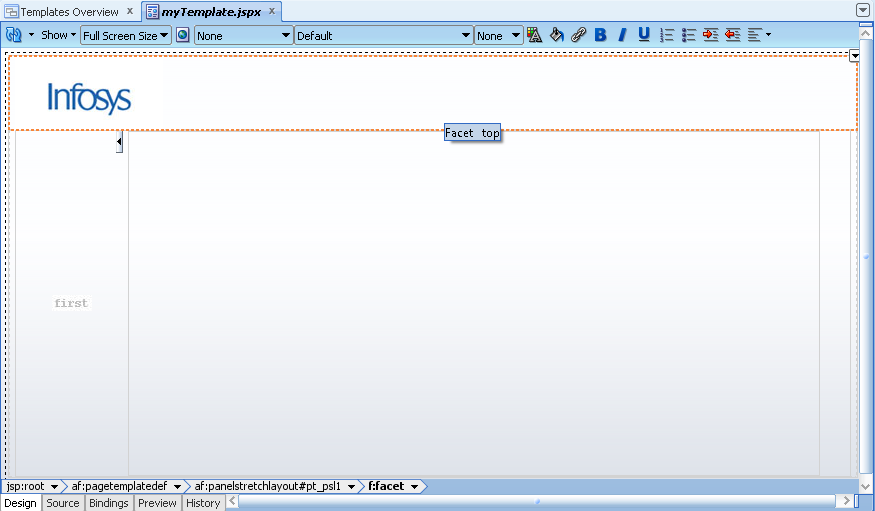 Templates Overview x myTemplate.jspx x
Show Full Screen Size None Default None A B I U
Infosys
Facet top
first
jsp:root af:pagetemplatedef af:panelstretchlayout#pt_psl1 f:facet
Design Source Bindings Preview History